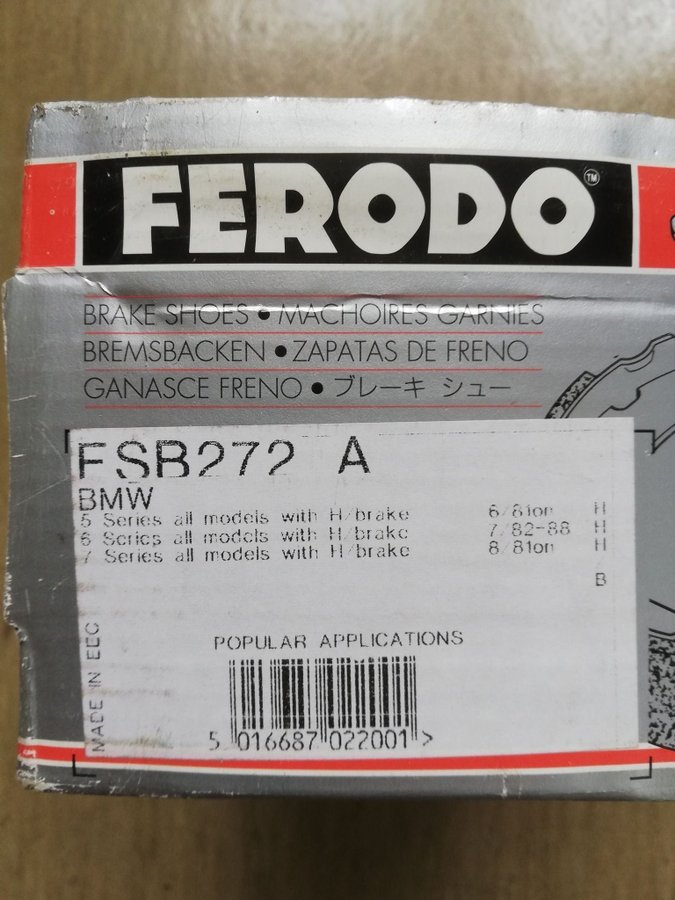 FERODO™
BRAKE SHOES • MACHOIRES GARNIES
BREMSBACKEN • ZAPATAS DE FRENO
GANASCE FRENO • ブレーキ シュー
FSB272 A
BMW
5 Series all models with H/brake 6/81on H
6 Series all models with H/brake 7/82-88 H
7 Series all models with H/brake 8/81on H
B
MADE IN EEC
POPULAR APPLICATIONS
5 016687 022001 >